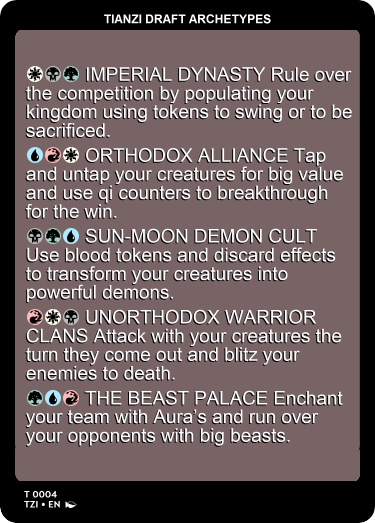 TIANZI DRAFT ARCHETYPES
IMPERIAL DYNASTY Rule over
the competition by populating your
kingdom using tokens to swing or to be
sacrificed.
ORTHODOX ALLIANCE Tap
and untap your creatures for big value
and use qi counters to breakthrough
for the win.
SUN-MOON DEMON CULT
Use blood tokens and discard effects
to transform your creatures into
powerful demons.
UNORTHODOX WARRIOR
CLANS Attack with your creatures the
turn they come out and blitz your
enemies to death.
THE BEAST PALACE Enchant
your team with Aura's and run over
your opponents with big beasts.
T 0004
TZI • EN